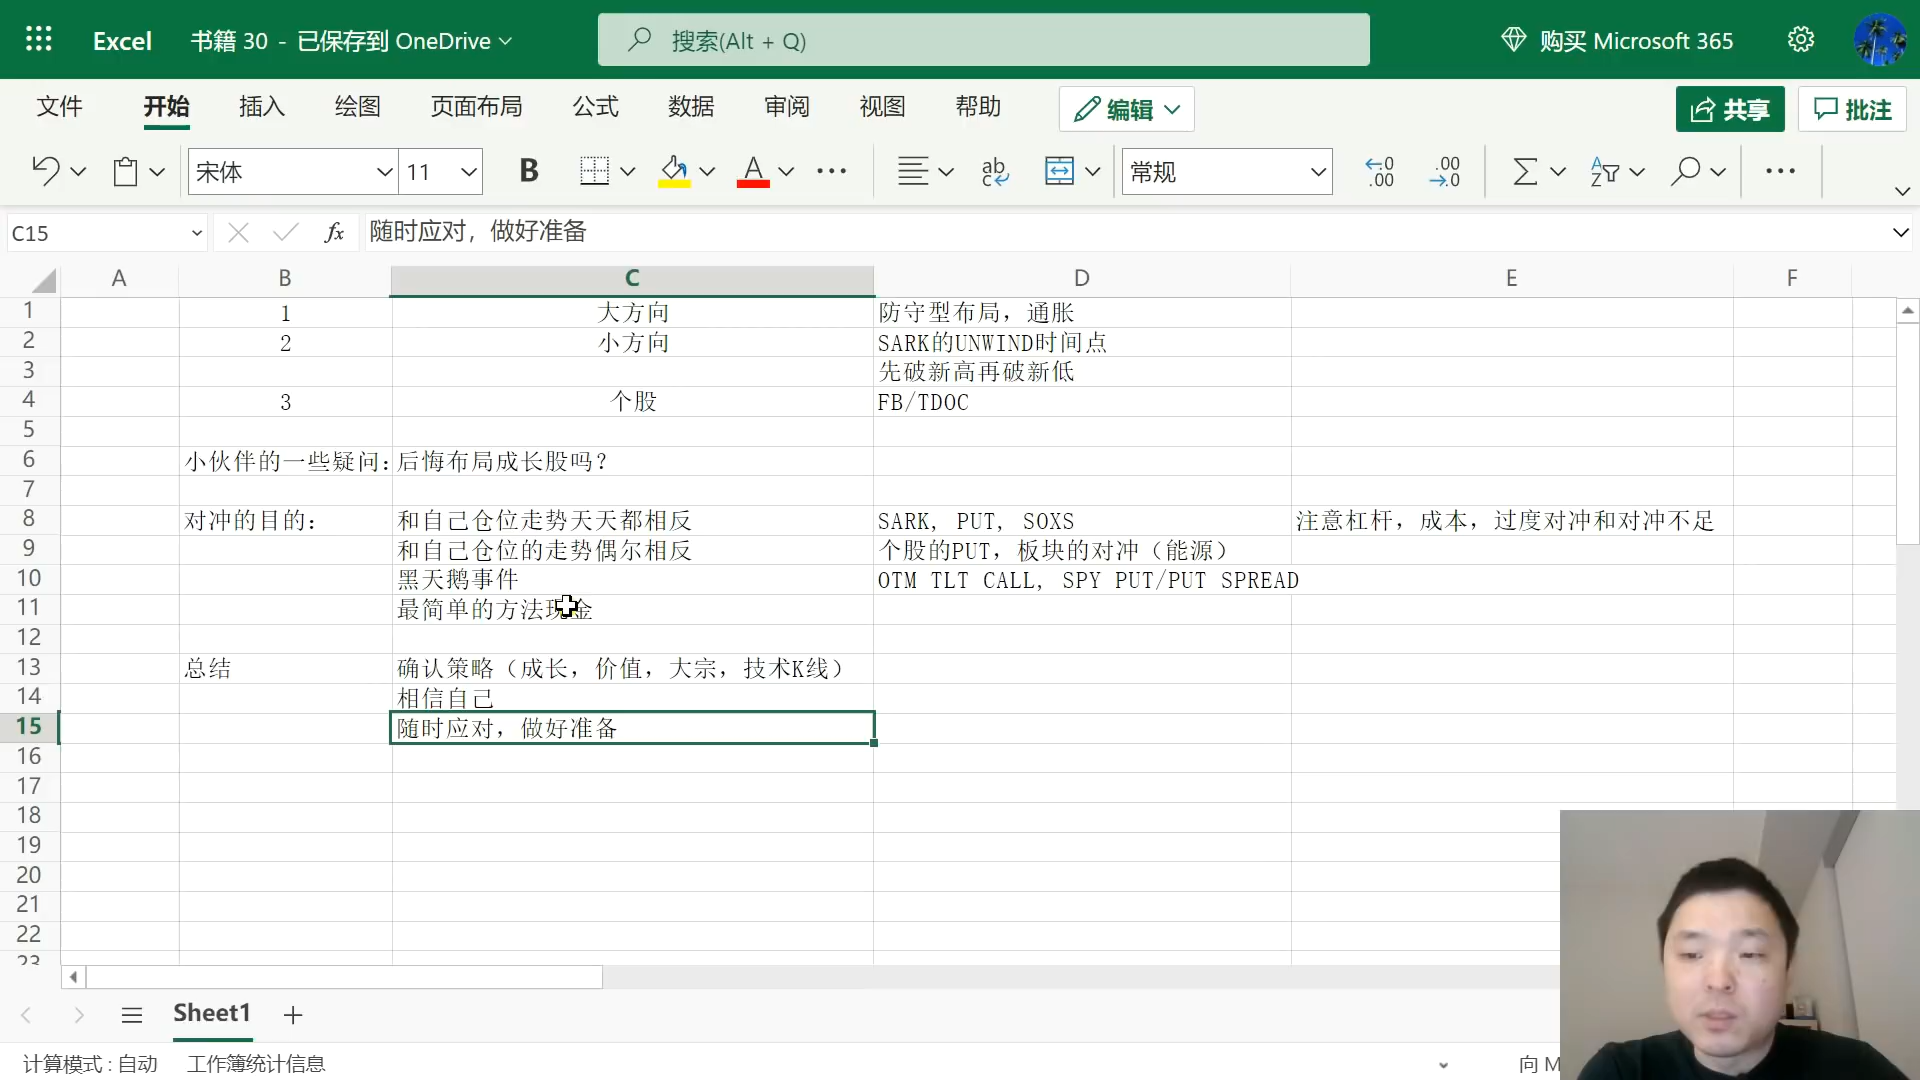 Excel 书籍 30 - 已保存到 OneDrive 搜索(Alt + Q) 购买 Microsoft 365
文件 开始 插入 绘图 页面布局 公式 数据 审阅 视图 帮助 编辑 共享 批注
宋体 11 B A ab c 常规 .0 .00 .00 .0 Σ A Z
C15 fx 随时应对，做好准备
A B C D E F
1 1 大方向 防守型布局，通胀
2 2 小方向 SARK的UNWIND时间点
3 先破新高再破新低
4 3 个股 FB/TDOC
5
6 小伙伴的一些疑问: 后悔布局成长股吗?
7
8 对冲的目的: 和自己仓位走势天天都相反 SARK, PUT, SOXS 注意杠杆，成本，过度对冲和对冲不足
9 和自己仓位的走势偶尔相反 个股的PUT，板块的对冲（能源）
10 黑天鹅事件 OTM TLT CALL, SPY PUT/PUT SPREAD
11 最简单的方法现金
12
13 总结 确认策略（成长，价值，大宗，技术K线）
14 相信自己
15 随时应对，做好准备
16
17
18
19
20
21
22
23
Sheet1
计算模式 : 自动 工作簿统计信息 向 M